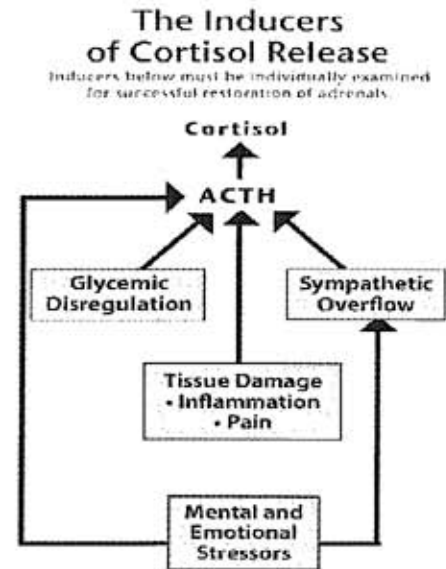 The Inducers
of Cortisol Release
Inducers below must be individually examined
for successful restoration of adrenals.
Cortisol
ACTH
Glycemic
Disregulation
Sympathetic
Overflow
Tissue Damage
• Inflammation
• Pain
Mental and
Emotional
Stressors